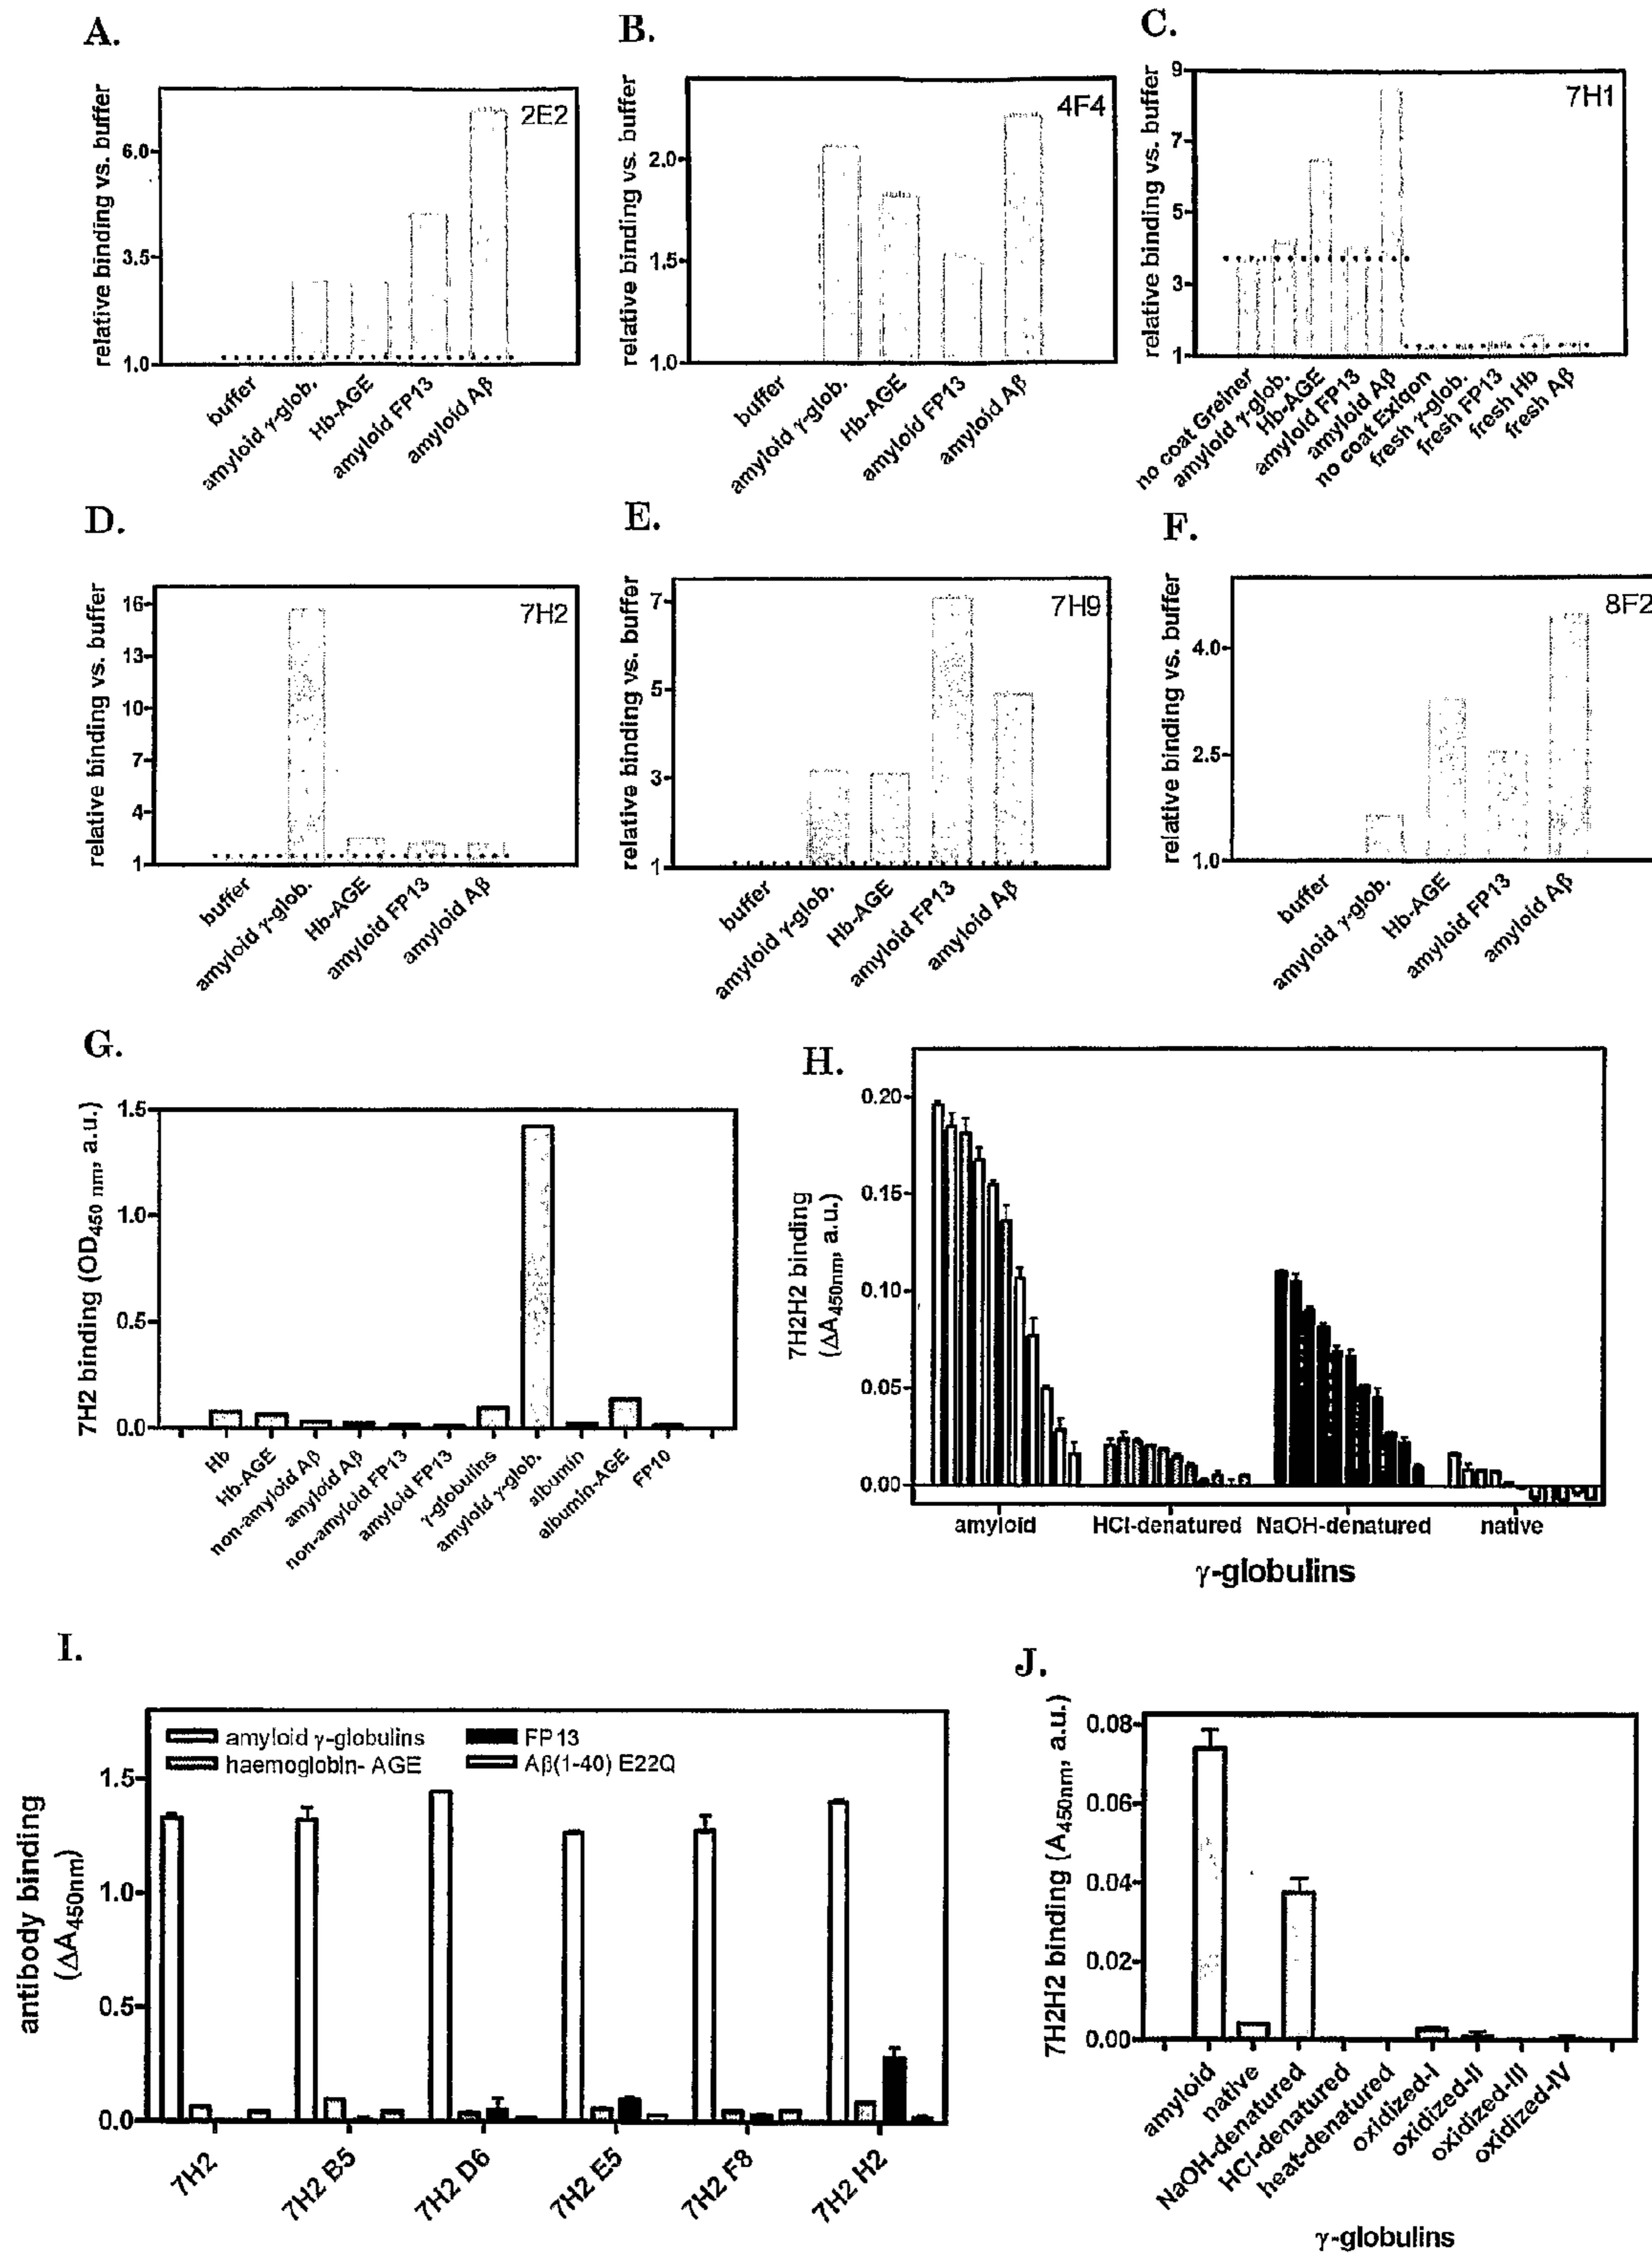 A.
relative binding vs. buffer
6.0
3.5
1.0
2E2
buffer
amyloid γ-glob.
Hb-AGE
amyloid FP13
amyloid Aβ
B.
relative binding vs. buffer
2.0
1.5
1.0
4F4
buffer
amyloid γ-glob.
Hb-AGE
amyloid FP13
amyloid Aβ
C.
relative binding vs. buffer
9
7
5
3
1
7H1
no coat Greiner
amyloid γ-glob.
Hb-AGE
amyloid FP13
amyloid Aβ
no coat Exiqon
fresh γ-glob.
fresh FP13
fresh Hb
fresh Aβ
D.
relative binding vs. buffer
16
13
10
7
4
1
7H2
buffer
amyloid γ-glob.
Hb-AGE
amyloid FP13
amyloid Aβ
E.
relative binding vs. buffer
7
5
3
1
7H9
buffer
amyloid γ-glob.
Hb-AGE
amyloid FP13
amyloid Aβ
F.
relative binding vs. buffer
4.0
2.5
1.0
8F2
buffer
amyloid γ-glob.
Hb-AGE
amyloid FP13
amyloid Aβ
G.
7H2 binding (OD450 nm, a.u.)
1.5
1.0
0.5
0.0
Hb
Hb-AGE
non-amyloid Aβ
amyloid Aβ
non-amyloid FP13
amyloid FP13
γ-globulins
amyloid γ-glob.
albumin
albumin-AGE
FP10
H.
7H2H2 binding
(ΔA450nm, a.u.)
0.20
0.15
0.10
0.05
0.00
amyloid
HCl-denatured
NaOH-denatured
native
γ-globulins
I.
antibody binding
(ΔA450nm)
1.5
1.0
0.5
0.0
amyloid γ-globulins
haemoglobin- AGE
FP13
Aβ(1-40) E22Q
7H2
7H2 B5
7H2 D6
7H2 E5
7H2 F8
7H2 H2
J.
7H2H2 binding (A450nm, a.u.)
0.08
0.06
0.04
0.02
0.00
amyloid
native
NaOH-denatured
HCl-denatured
heat-denatured
oxidized-I
oxidized-II
oxidized-III
oxidized-IV
γ-globulins